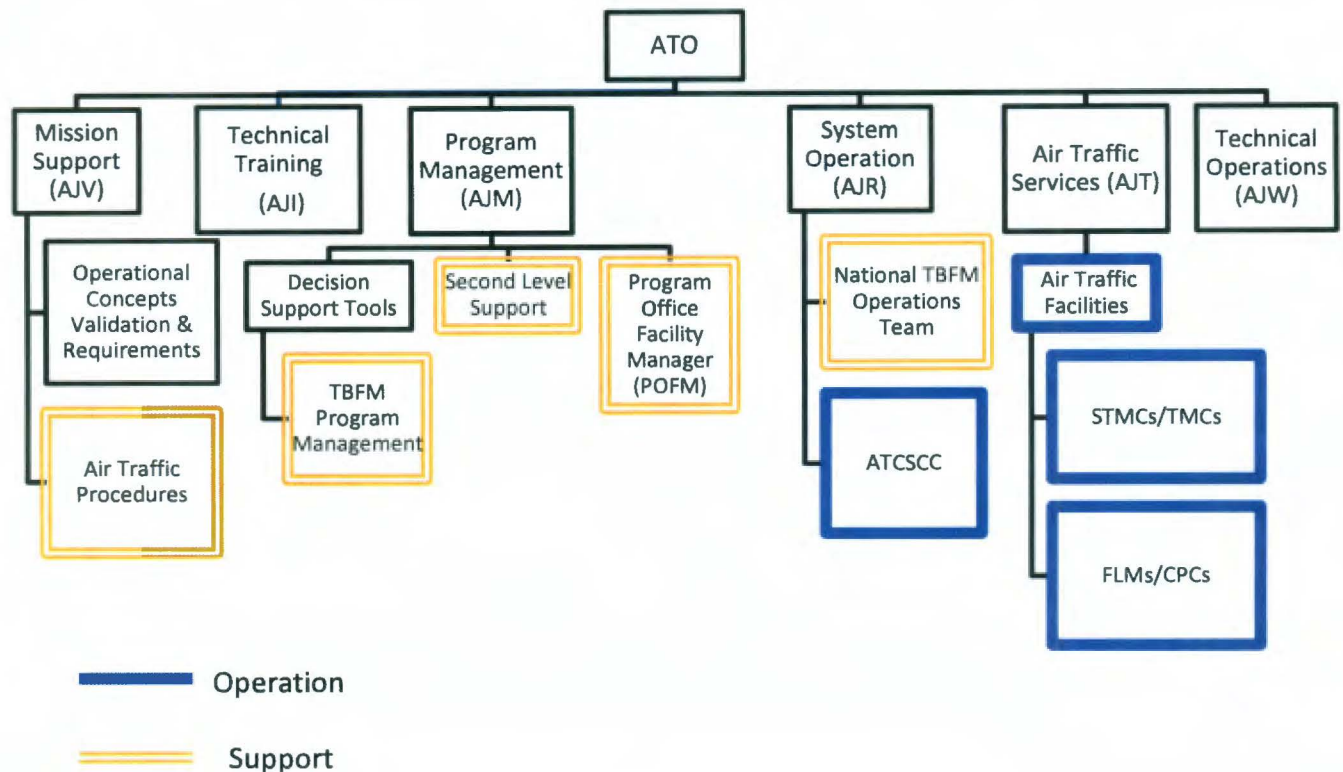 ATO
Mission
Support
(AJV)
Technical
Training
(AJI)
Program
Management
(AJM)
System
Operation
(AJR)
Air Traffic
Services (AJT)
Technical
Operations
(AJW)
Operational
Concepts
Validation &
Requirements
Air Traffic
Procedures
Decision
Support Tools
TBFM
Program
Management
Second Level
Support
Program
Office
Facility
Manager
(POFM)
National TBFM
Operations
Team
ATCSCC
Air Traffic
Facilities
STMCs/TMCs
FLMs/CPCs
Operation
Support